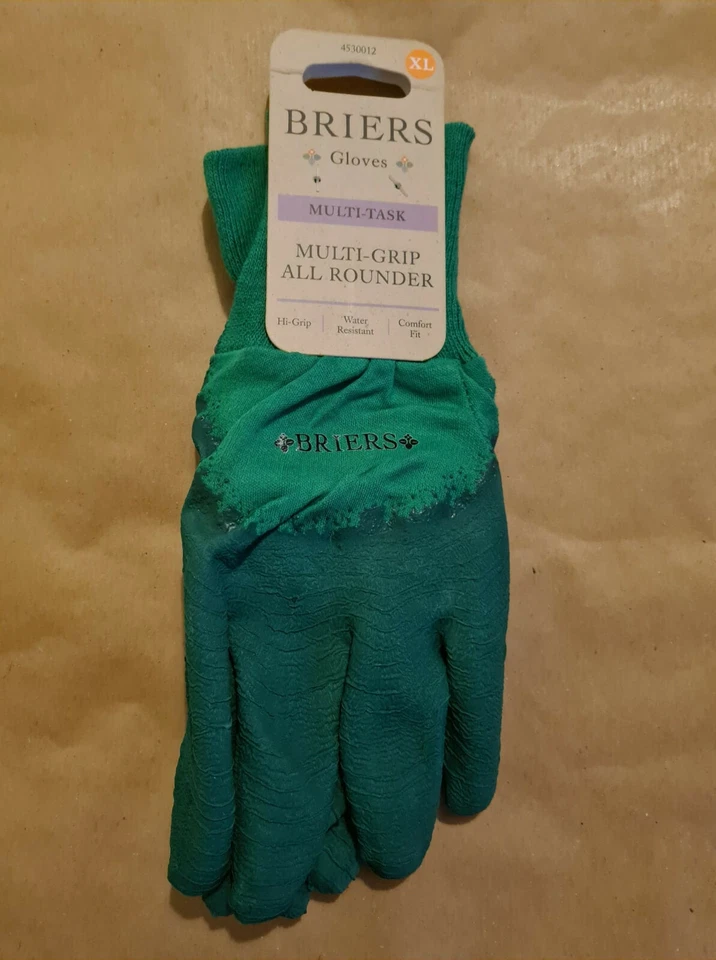 4530012
XL
BRIERS
Gloves
MULTI-TASK
MULTI-GRIP
ALL ROUNDER
Hi-Grip
Water
Resistant
Comfort
Fit
BRIERS